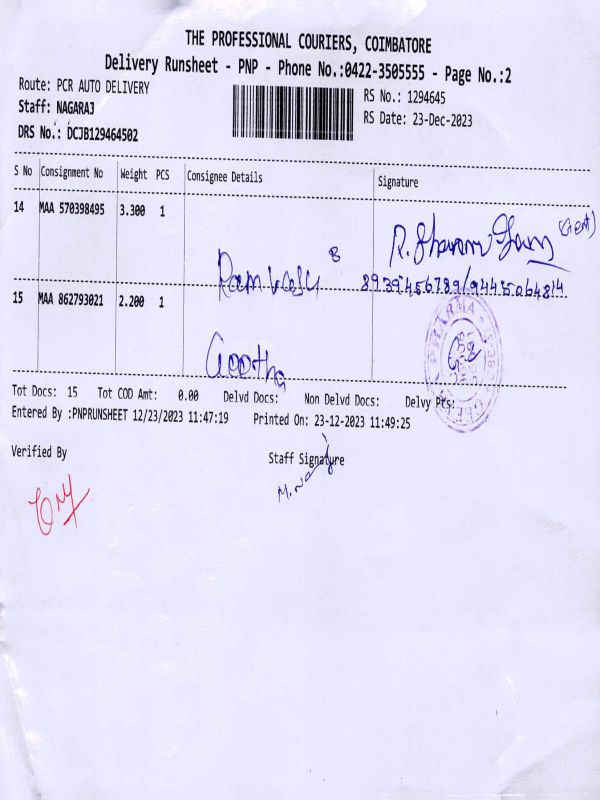 THE PROFESSIONAL COURIERS, COIMBATORE
Delivery Runsheet - PNP - Phone No.:0422-3505555 - Page No.:2
Route: PCR AUTO DELIVERY
RS No.: 1294645
Staff: NAGARAJ
RS Date: 23-Dec-2023
DRS No.: DCJB129464502
S No Consignment No Weight PCS Consignee Details Signature
14 MAA 570398495 3.300 1
8939456789/9445064814
15 MAA 862793021 2.200 1
Geetha
Tot Docs: 15 Tot COD Amt: 0.00 Delvd Docs: Non Delvd Docs: Delvy Pts:
Entered By :PNPRUNSHEET 12/23/2023 11:47:19 Printed On: 23-12-2023 11:49:25
Verified By Staff Signature